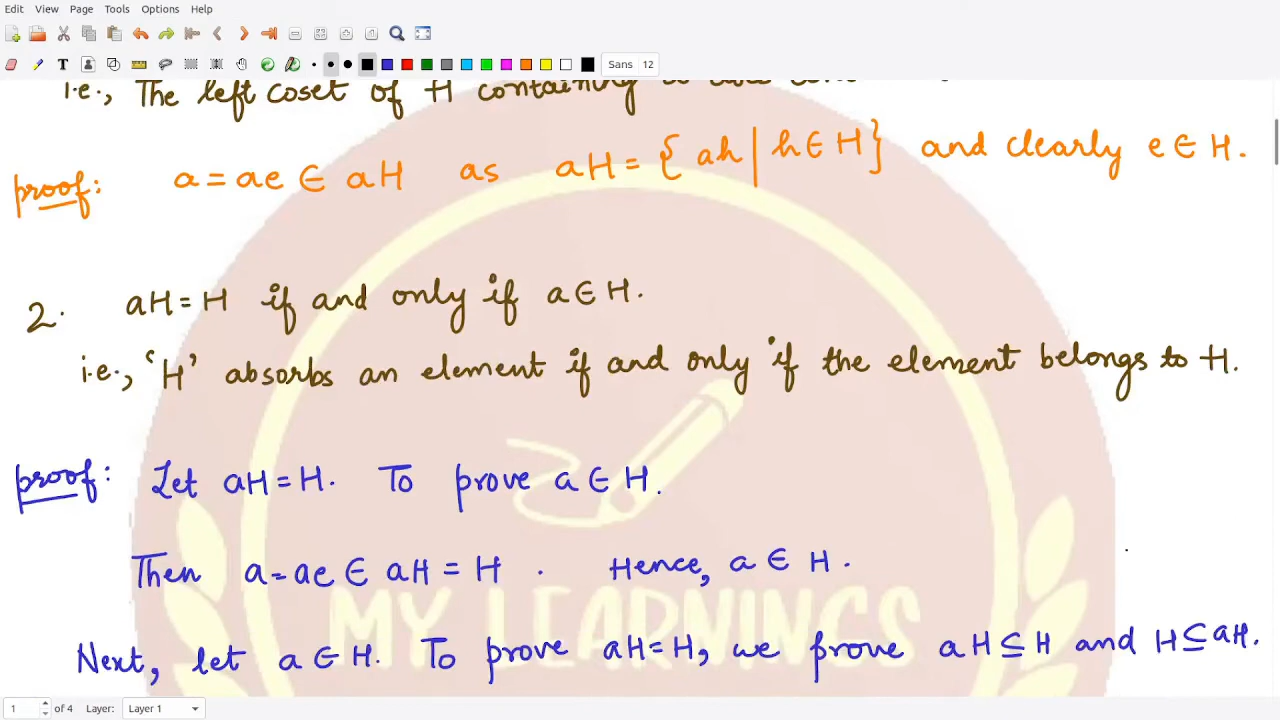 Edit View Page Tools Options Help
Sans 12
i.e., The left coset of H containing
proof: a = ae ∈ aH as aH = { ah | h ∈ H } and clearly e ∈ H.
2. aH = H if and only if a ∈ H.
i.e., 'H' absorbs an element if and only if the element belongs to H.
proof: Let aH = H. To prove a ∈ H.
Then a = ae ∈ aH = H. Hence, a ∈ H.
MY LEARNINGS
Next, let a ∈ H. To prove aH = H, we prove aH ⊆ H and H ⊆ aH.
1 of 4 Layer: Layer 1